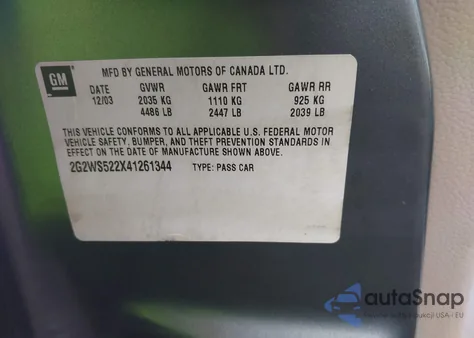 GM
MFD BY GENERAL MOTORS OF CANADA LTD.
DATE GVWR GAWR FRT GAWR RR
12/03 2035 KG 1110 KG 925 KG
4486 LB 2447 LB 2039 LB
THIS VEHICLE CONFORMS TO ALL APPLICABLE U.S. FEDERAL MOTOR
VEHICLE SAFETY, BUMPER, AND THEFT PREVENTION STANDARDS IN
EFFECT ON THE DATE OF MANUFACTURE SHOWN ABOVE.
2G2WS522X41261344 TYPE: PASS CAR
autoSnap
USA - EU